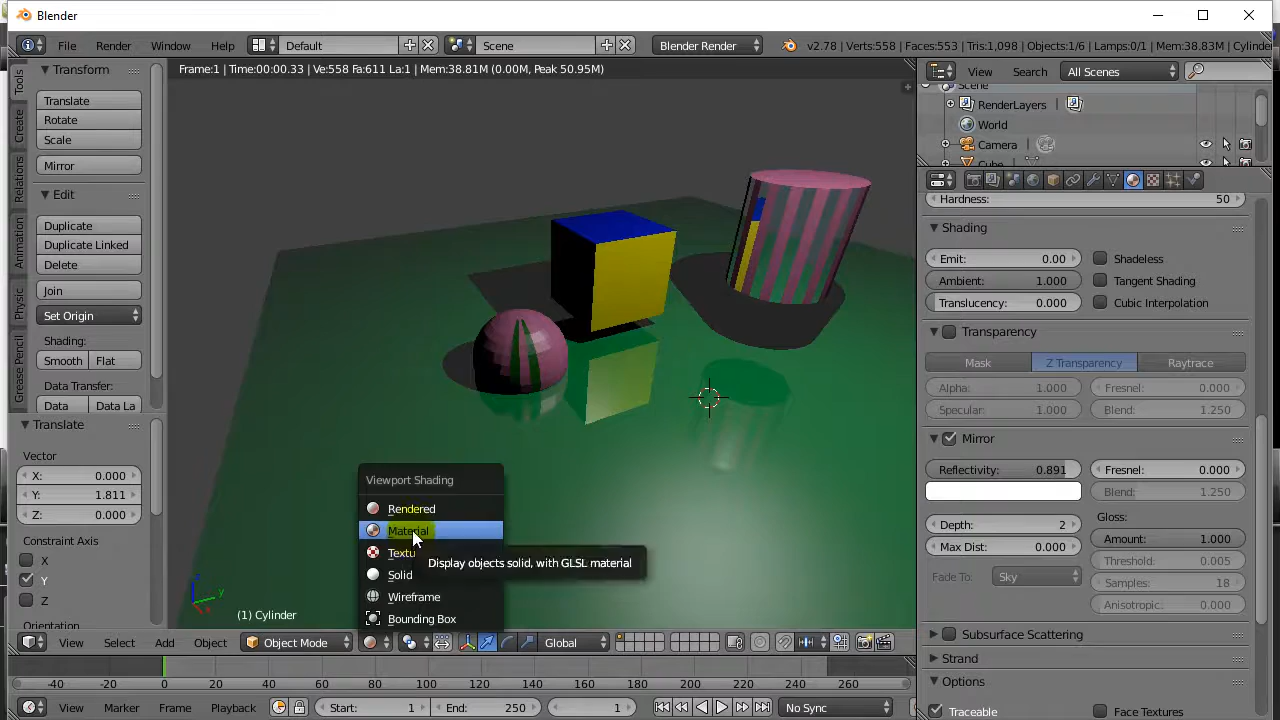 Blender
File Render Window Help Default Scene Blender Render v2.78 | Verts:558 | Faces:553 | Tris:1,098 | Objects:1/6 | Lamps:0/1 | Mem:38.83M | Cylinde
Frame:1 | Time:00:00.33 | Ve:558 Fa:611 La:1 | Mem:38.81M (0.00M, Peak 50.95M)
Tools
Create
Relations
Animation
Physic
Grease Pencil
Transform
Translate
Rotate
Scale
Mirror
Edit
Duplicate
Duplicate Linked
Delete
Join
Set Origin
Shading:
Smooth Flat
Data Transfer:
Data Data La
Translate
Vector
X: 0.000
Y: 1.811
Z: 0.000
Constraint Axis
X
Y
Z
Orientation
z
y
x
(1) Cylinder
Viewport Shading
Rendered
Material
Textu
Solid
Wireframe
Bounding Box
Display objects solid, with GLSL material
View Select Add Object Object Mode Global
-40 -20 0 20 40 60 80 100 120 140 160 180 200 220 240 260
View Marker Frame Playback Start: 1 End: 250 1 No Sync
View Search All Scenes
Scene
RenderLayers |
World
Camera |
Cube
Hardness: 50
Shading
Emit: 0.00 Shadeless
Ambient: 1.000 Tangent Shading
Translucency: 0.000 Cubic Interpolation
Transparency
Mask Z Transparency Raytrace
Alpha: 1.000 Fresnel: 0.000
Specular: 1.000 Blend: 1.250
Mirror
Reflectivity: 0.891 Fresnel: 0.000
Blend: 1.250
Depth: 2 Gloss:
Max Dist: 0.000 Amount: 1.000
Threshold: 0.005
Fade To: Sky Samples: 18
Anisotropic: 0.000
Subsurface Scattering
Strand
Options
Traceable Face Textures